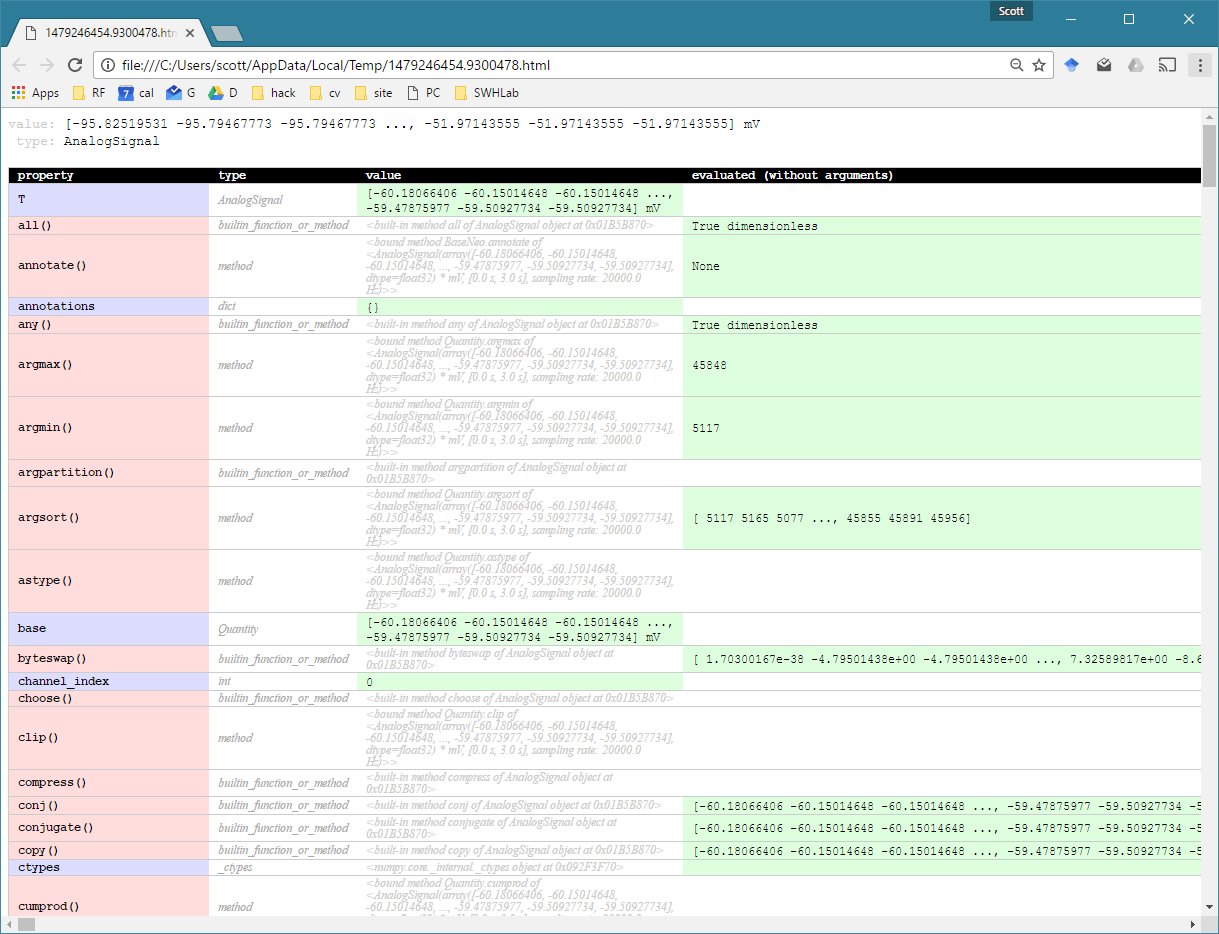 Scott
1479246454.9300478.htm
file:///C:/Users/scott/AppData/Local/Temp/1479246454.9300478.html
Apps RF 7 cal G D hack cv site PC SWHLab
value: [-95.82519531 -95.79467773 -95.79467773 ..., -51.97143555 -51.97143555 -51.97143555] mV
type: AnalogSignal
property type value evaluated (without arguments)
T AnalogSignal [-60.18066406 -60.15014648 -60.15014648 ...,
-59.47875977 -59.50927734 -59.50927734] mV
all() builtin_function_or_method <built-in method all of AnalogSignal object at 0x01B5B870> True dimensionless
annotate() method <bound method BaseNeo.annotate of
<AnalogSignal(array([-60.18066406, -60.15014648,
-60.15014648, ..., -59.47875977, -59.50927734, -59.50927734],
dtype=float32) * mV, [0.0 s, 3.0 s], sampling rate: 20000.0
Hz)>> None
annotations dict {}
any() builtin_function_or_method <built-in method any of AnalogSignal object at 0x01B5B870> True dimensionless
argmax() method <bound method Quantity.argmax of
<AnalogSignal(array([-60.18066406, -60.15014648,
-60.15014648, ..., -59.47875977, -59.50927734, -59.50927734],
dtype=float32) * mV, [0.0 s, 3.0 s], sampling rate: 20000.0
Hz)>> 45848
argmin() method <bound method Quantity.argmin of
<AnalogSignal(array([-60.18066406, -60.15014648,
-60.15014648, ..., -59.47875977, -59.50927734, -59.50927734],
dtype=float32) * mV, [0.0 s, 3.0 s], sampling rate: 20000.0
Hz)>> 5117
argpartition() builtin_function_or_method <built-in method argpartition of AnalogSignal object at
0x01B5B870>
argsort() method <bound method Quantity.argsort of
<AnalogSignal(array([-60.18066406, -60.15014648,
-60.15014648, ..., -59.47875977, -59.50927734, -59.50927734],
dtype=float32) * mV, [0.0 s, 3.0 s], sampling rate: 20000.0
Hz)>> [ 5117 5165 5077 ..., 45855 45891 45956]
astype() method <bound method Quantity.astype of
<AnalogSignal(array([-60.18066406, -60.15014648,
-60.15014648, ..., -59.47875977, -59.50927734, -59.50927734],
dtype=float32) * mV, [0.0 s, 3.0 s], sampling rate: 20000.0
Hz)>>
base Quantity [-60.18066406 -60.15014648 -60.15014648 ...,
-59.47875977 -59.50927734 -59.50927734] mV
byteswap() builtin_function_or_method <built-in method byteswap of AnalogSignal object at
0x01B5B870> [ 1.70300167e-38 -4.79501438e+00 -4.79501438e+00 ..., 7.32589817e+00 -8.6
channel_index int 0
choose() builtin_function_or_method <built-in method choose of AnalogSignal object at 0x01B5B870>
clip() method <bound method Quantity.clip of
<AnalogSignal(array([-60.18066406, -60.15014648,
-60.15014648, ..., -59.47875977, -59.50927734, -59.50927734],
dtype=float32) * mV, [0.0 s, 3.0 s], sampling rate: 20000.0
Hz)>>
compress() builtin_function_or_method <built-in method compress of AnalogSignal object at
0x01B5B870>
conj() builtin_function_or_method <built-in method conj of AnalogSignal object at 0x01B5B870> [-60.18066406 -60.15014648 -60.15014648 ..., -59.47875977 -59.50927734 -5
conjugate() builtin_function_or_method <built-in method conjugate of AnalogSignal object at
0x01B5B870> [-60.18066406 -60.15014648 -60.15014648 ..., -59.47875977 -59.50927734 -5
copy() builtin_function_or_method <built-in method copy of AnalogSignal object at 0x01B5B870> [-60.18066406 -60.15014648 -60.15014648 ..., -59.47875977 -59.50927734 -5
ctypes _ctypes <numpy.core._internal._ctypes object at 0x092F3F70>
cumprod() method <bound method Quantity.cumprod of
<AnalogSignal(array([-60.18066406, -60.15014648,
-60.15014648, ..., -59.47875977, -59.50927734, -59.50927734],